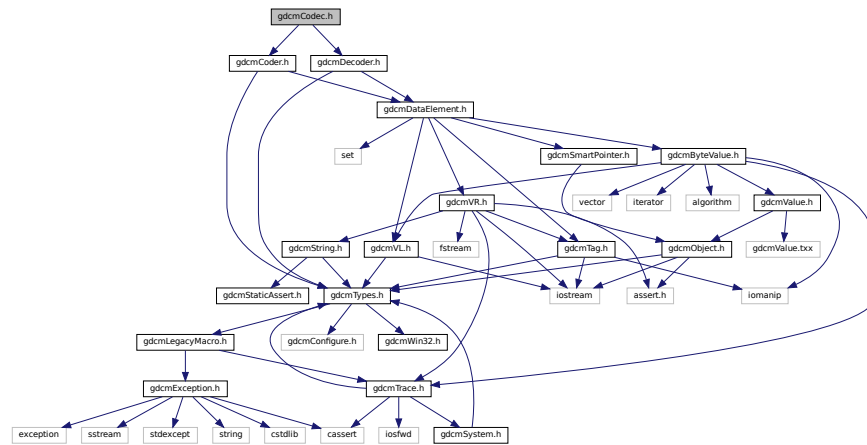 gdcmCodec.h
gdcmCoder.h
gdcmDecoder.h
gdcmDataElement.h
set
gdcmSmartPointer.h
gdcmByteValue.h
vector
iterator
algorithm
gdcmValue.h
gdcmVR.h
gdcmString.h
gdcmVL.h
fstream
gdcmTag.h
gdcmObject.h
gdcmValue.txx
gdcmStaticAssert.h
gdcmTypes.h
iostream
assert.h
iomanip
gdcmLegacyMacro.h
gdcmConfigure.h
gdcmWin32.h
gdcmException.h
gdcmTrace.h
exception
sstream
stdexcept
string
cstdlib
cassert
iosfwd
gdcmSystem.h